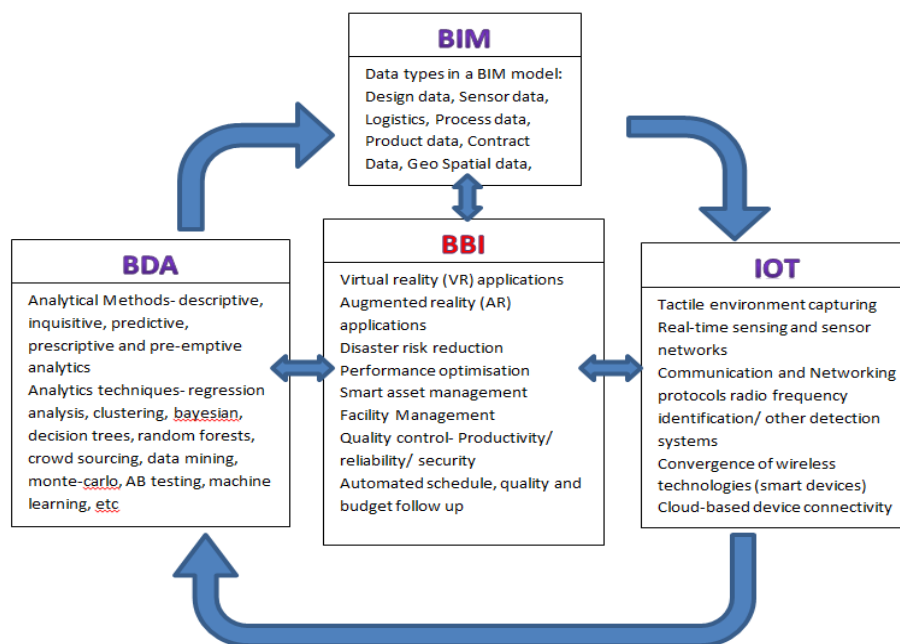 BIM
Data types in a BIM model:
Design data, Sensor data,
Logistics, Process data,
Product data, Contract
Data, Geo Spatial data,
BDA
Analytical Methods- descriptive,
inquisitive, predictive,
prescriptive and pre-emptive
analytics
Analytics techniques- regression
analysis, clustering, bayesian,
decision trees, random forests,
crowd sourcing, data mining,
monte-carlo, AB testing, machine
learning, etc
BBI
Virtual reality (VR) applications
Augmented reality (AR)
applications
Disaster risk reduction
Performance optimisation
Smart asset management
Facility Management
Quality control- Productivity/
reliability/ security
Automated schedule, quality and
budget follow up
IOT
Tactile environment capturing
Real-time sensing and sensor
networks
Communication and Networking
protocols radio frequency
identification/ other detection
systems
Convergence of wireless
technologies (smart devices)
Cloud-based device connectivity